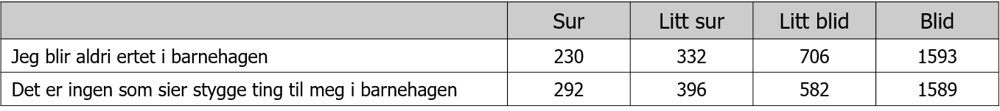 Sur Litt sur Litt blid Blid
Jeg blir aldri ertet i barnehagen 230 332 706 1593
Det er ingen som sier stygge ting til meg i barnehagen 292 396 582 1589